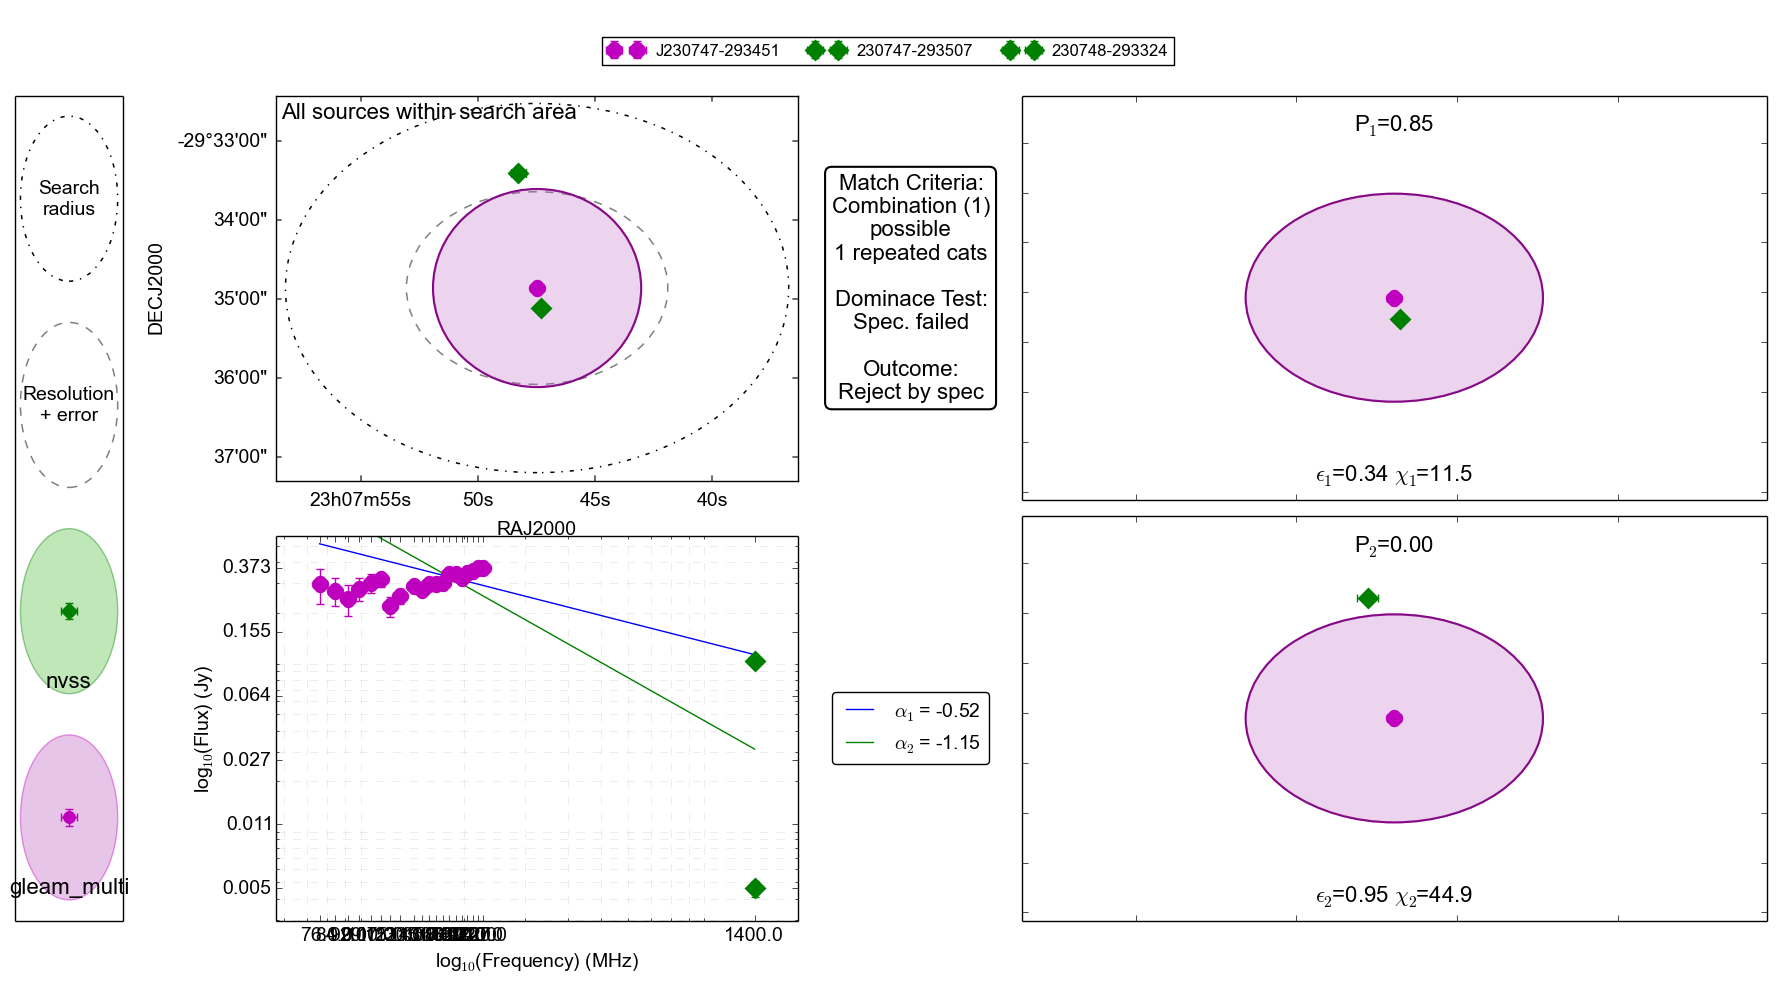 J230747-293451 230747-293507 230748-293324
Search
radius
Resolution
+ error
nvss
gleam_multi
All sources within search area
DECJ2000
-29°33'00"
34'00"
35'00"
36'00"
37'00"
23h07m55s 50s 45s 40s
RAJ2000
Match Criteria:
Combination (1)
possible
1 repeated cats
Dominace Test:
Spec. failed
Outcome:
Reject by spec
P₁=0.85
ϵ₁=0.34 χ₁=11.5
log₁₀(Flux) (Jy)
0.373
0.155
0.064
0.027
0.011
0.005
1400.0
log₁₀(Frequency) (MHz)
α₁ = -0.52
α₂ = -1.15
P₂=0.00
ϵ₂=0.95 χ₂=44.9